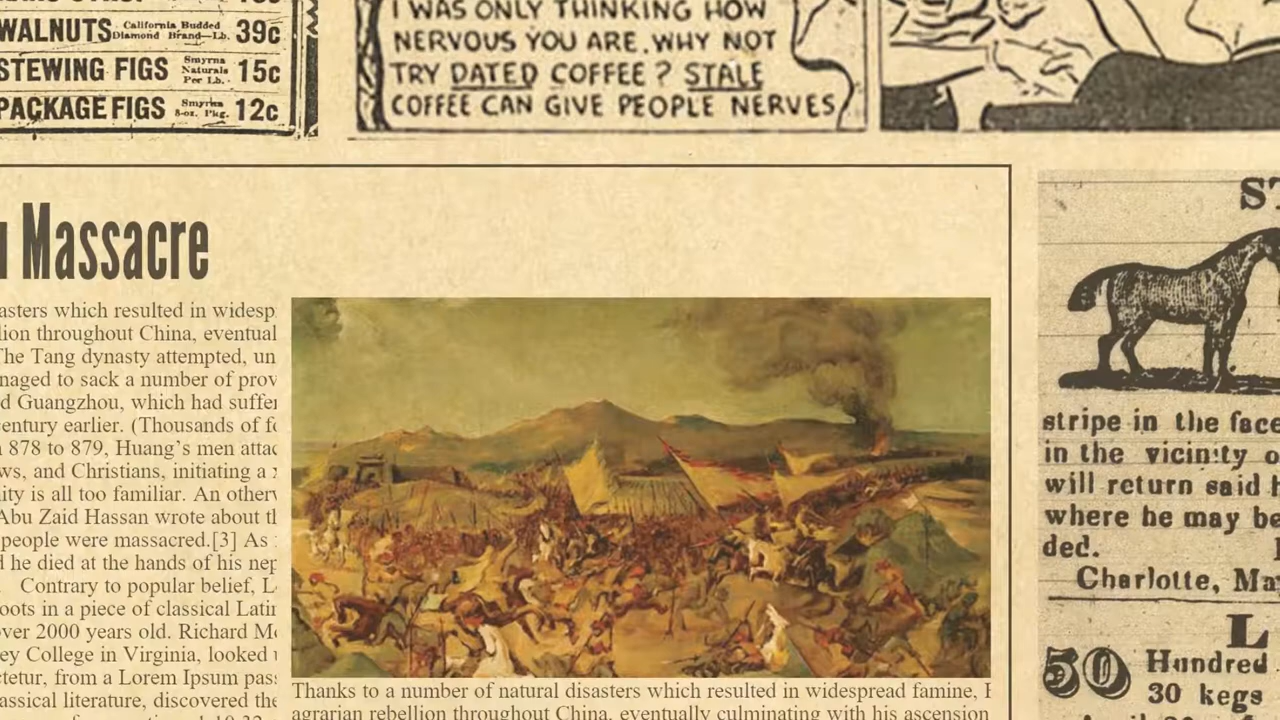 WALNUTS California Budded Diamond Brand—Lb. 39c
STEWING FIGS Smyrna Naturals Per Lb. 15c
PACKAGE FIGS Smyrna 8-oz. Pkg. 12c
I WAS ONLY THINKING HOW
NERVOUS YOU ARE. WHY NOT
TRY DATED COFFEE? STALE
COFFEE CAN GIVE PEOPLE NERVES
Massacre
asters which resulted in widesp
lion throughout China, eventual
The Tang dynasty attempted, un
naged to sack a number of prov
d Guangzhou, which had suffer
century earlier. (Thousands of fo
878 to 879, Huang's men attac
ws, and Christians, initiating a
ity is all too familiar. An otherw
Abu Zaid Hassan wrote about th
people were massacred.[3] As
d he died at the hands of his nep
Contrary to popular belief, L
oots in a piece of classical Latin
over 2000 years old. Richard Mc
ey College in Virginia, looked
ctetur, from a Lorem Ipsum pass
assical literature, discovered the
Thanks to a number of natural disasters which resulted in widespread famine,
agrarian rebellion throughout China, eventually culminating with his ascension
ST
stripe in the face
in the vicinity o
will return said h
where he may be
ded.
Charlotte, Ma
L
50 Hundred
30 kegs